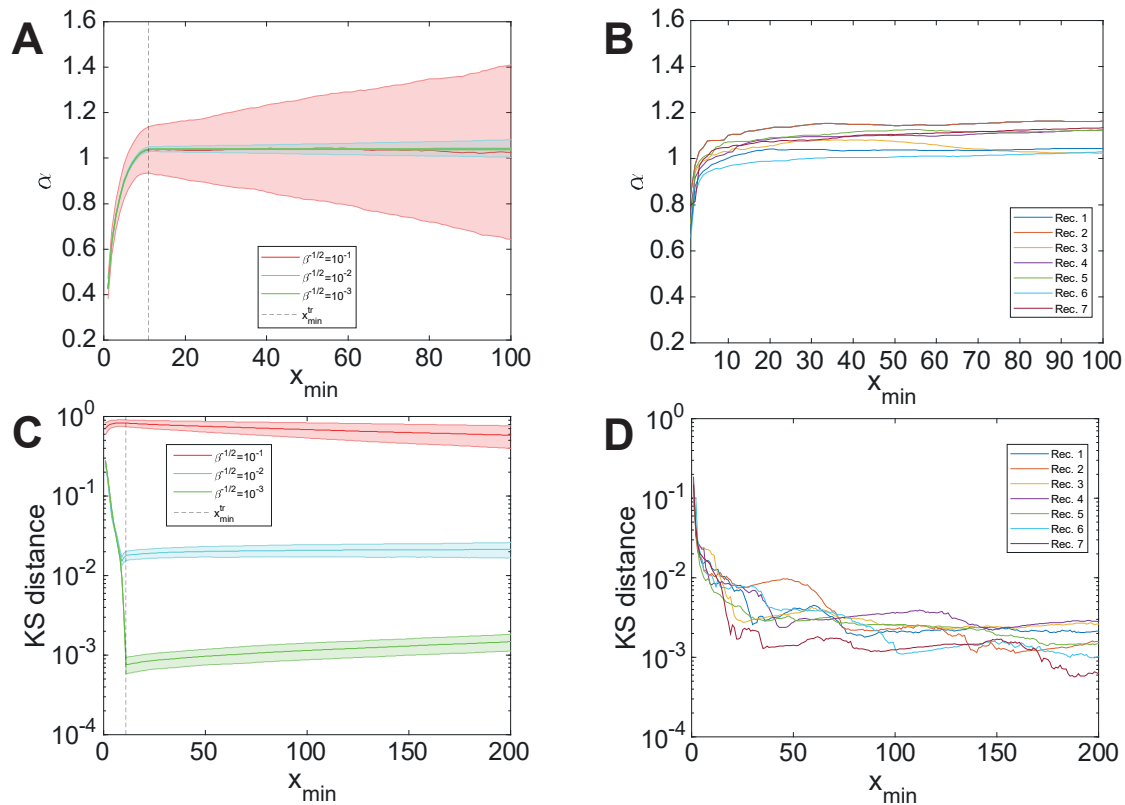 A
1.6
1.4
1.2
1.0
0.8
0.6
0.4
0.2
α
0
20
40
60
80
100
x_min
β^-1/2=10^-1
β^-1/2=10^-2
β^-1/2=10^-3
x_min^tr
B
1.6
1.4
1.2
1.0
0.8
0.6
0.4
0.2
α
10
20
30
40
50
60
70
80
90
100
x_min
Rec. 1
Rec. 2
Rec. 3
Rec. 4
Rec. 5
Rec. 6
Rec. 7
C
10^0
10^-1
10^-2
10^-3
10^-4
KS distance
0
50
100
150
200
x_min
β^-1/2=10^-1
β^-1/2=10^-2
β^-1/2=10^-3
x_min^tr
D
10^0
10^-1
10^-2
10^-3
10^-4
KS distance
0
50
100
150
200
x_min
Rec. 1
Rec. 2
Rec. 3
Rec. 4
Rec. 5
Rec. 6
Rec. 7